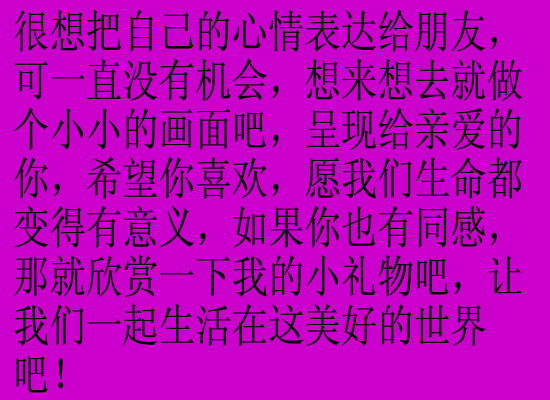 很想把自己的心情表达给朋友，
可一直没有机会，想来想去就做
个小小的画面吧，呈现给亲爱的
你，希望你喜欢，愿我们生命都
变得有意义，如果你也有同感，
那就欣赏一下我的小礼物吧，让
我们一起生活在这美好的世界
吧！